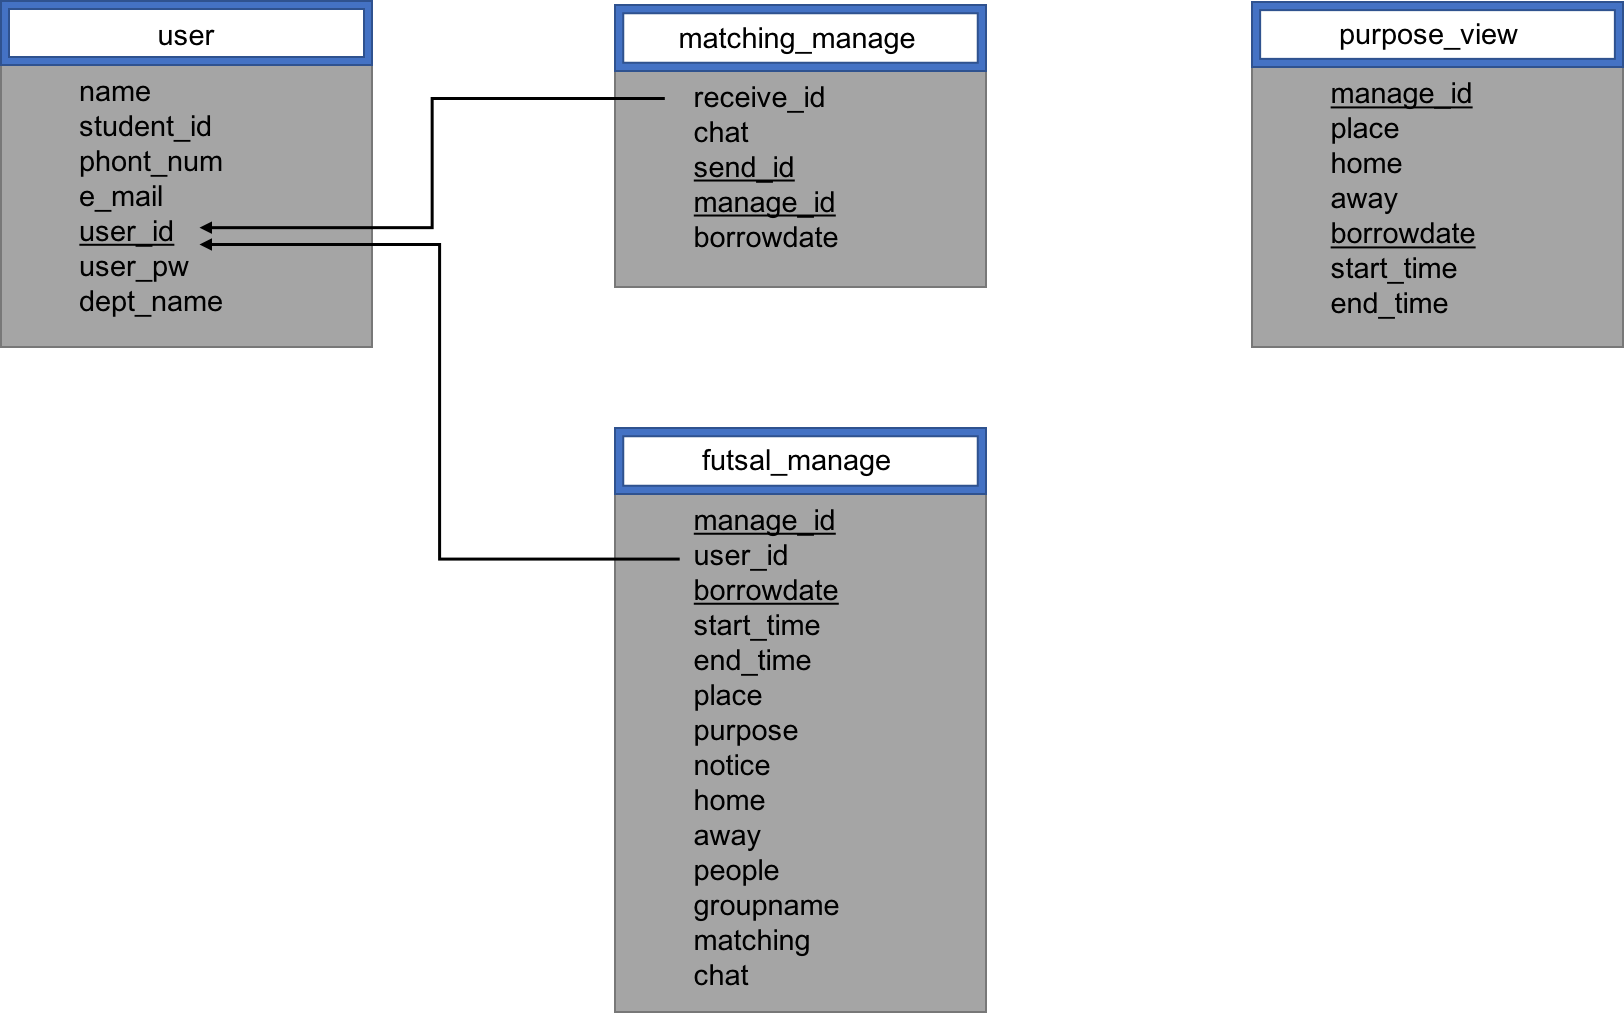 user
name
student_id
phont_num
e_mail
user_id
user_pw
dept_name
matching_manage
receive_id
chat
send_id
manage_id
borrowdate
purpose_view
manage_id
place
home
away
borrowdate
start_time
end_time
futsal_manage
manage_id
user_id
borrowdate
start_time
end_time
place
purpose
notice
home
away
people
groupname
matching
chat